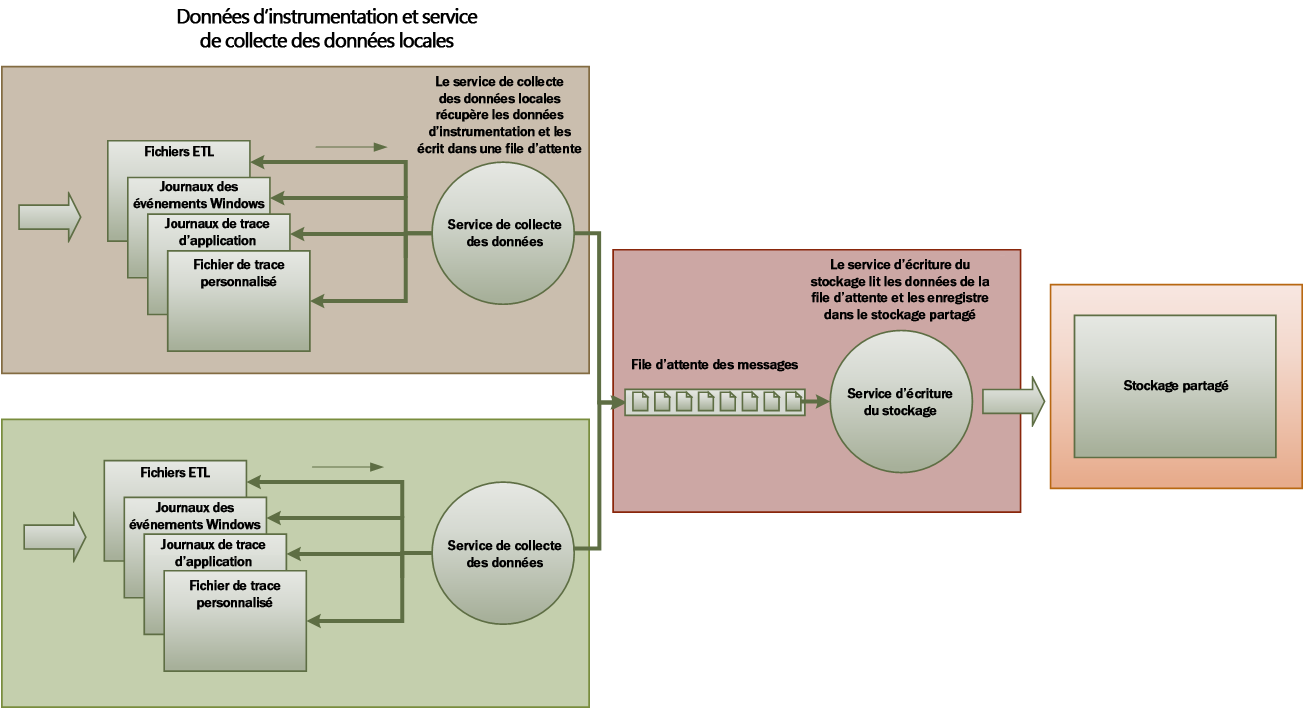 Données d’instrumentation et service
de collecte des données locales
Le service de collecte
des données locales
récupère les données
d’instrumentation et les
écrit dans une file d’attente
Fichiers ETL
Journaux des
événements Windows
Journaux de trace
d’application
Fichier de trace
personnalisé
Service de collecte
des données
Le service d’écriture du
stockage lit les données de la
file d’attente et les enregistre
dans le stockage partagé
File d’attente des messages
Service d’écriture
du stockage
Stockage partagé
Fichiers ETL
Journaux des
événements Windows
Journaux de trace
d’application
Fichier de trace
personnalisé
Service de collecte
des données